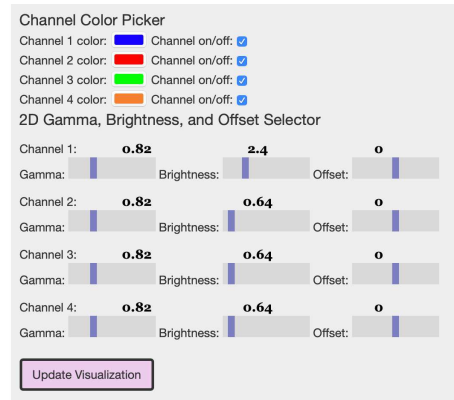 Channel Color Picker
Channel 1 color: Channel on/off:
Channel 2 color: Channel on/off:
Channel 3 color: Channel on/off:
Channel 4 color: Channel on/off:
2D Gamma, Brightness, and Offset Selector
Channel 1: 0.82 2.4 0
Gamma: Brightness: Offset:
Channel 2: 0.82 0.64 0
Gamma: Brightness: Offset:
Channel 3: 0.82 0.64 0
Gamma: Brightness: Offset:
Channel 4: 0.82 0.64 0
Gamma: Brightness: Offset:
Update Visualization